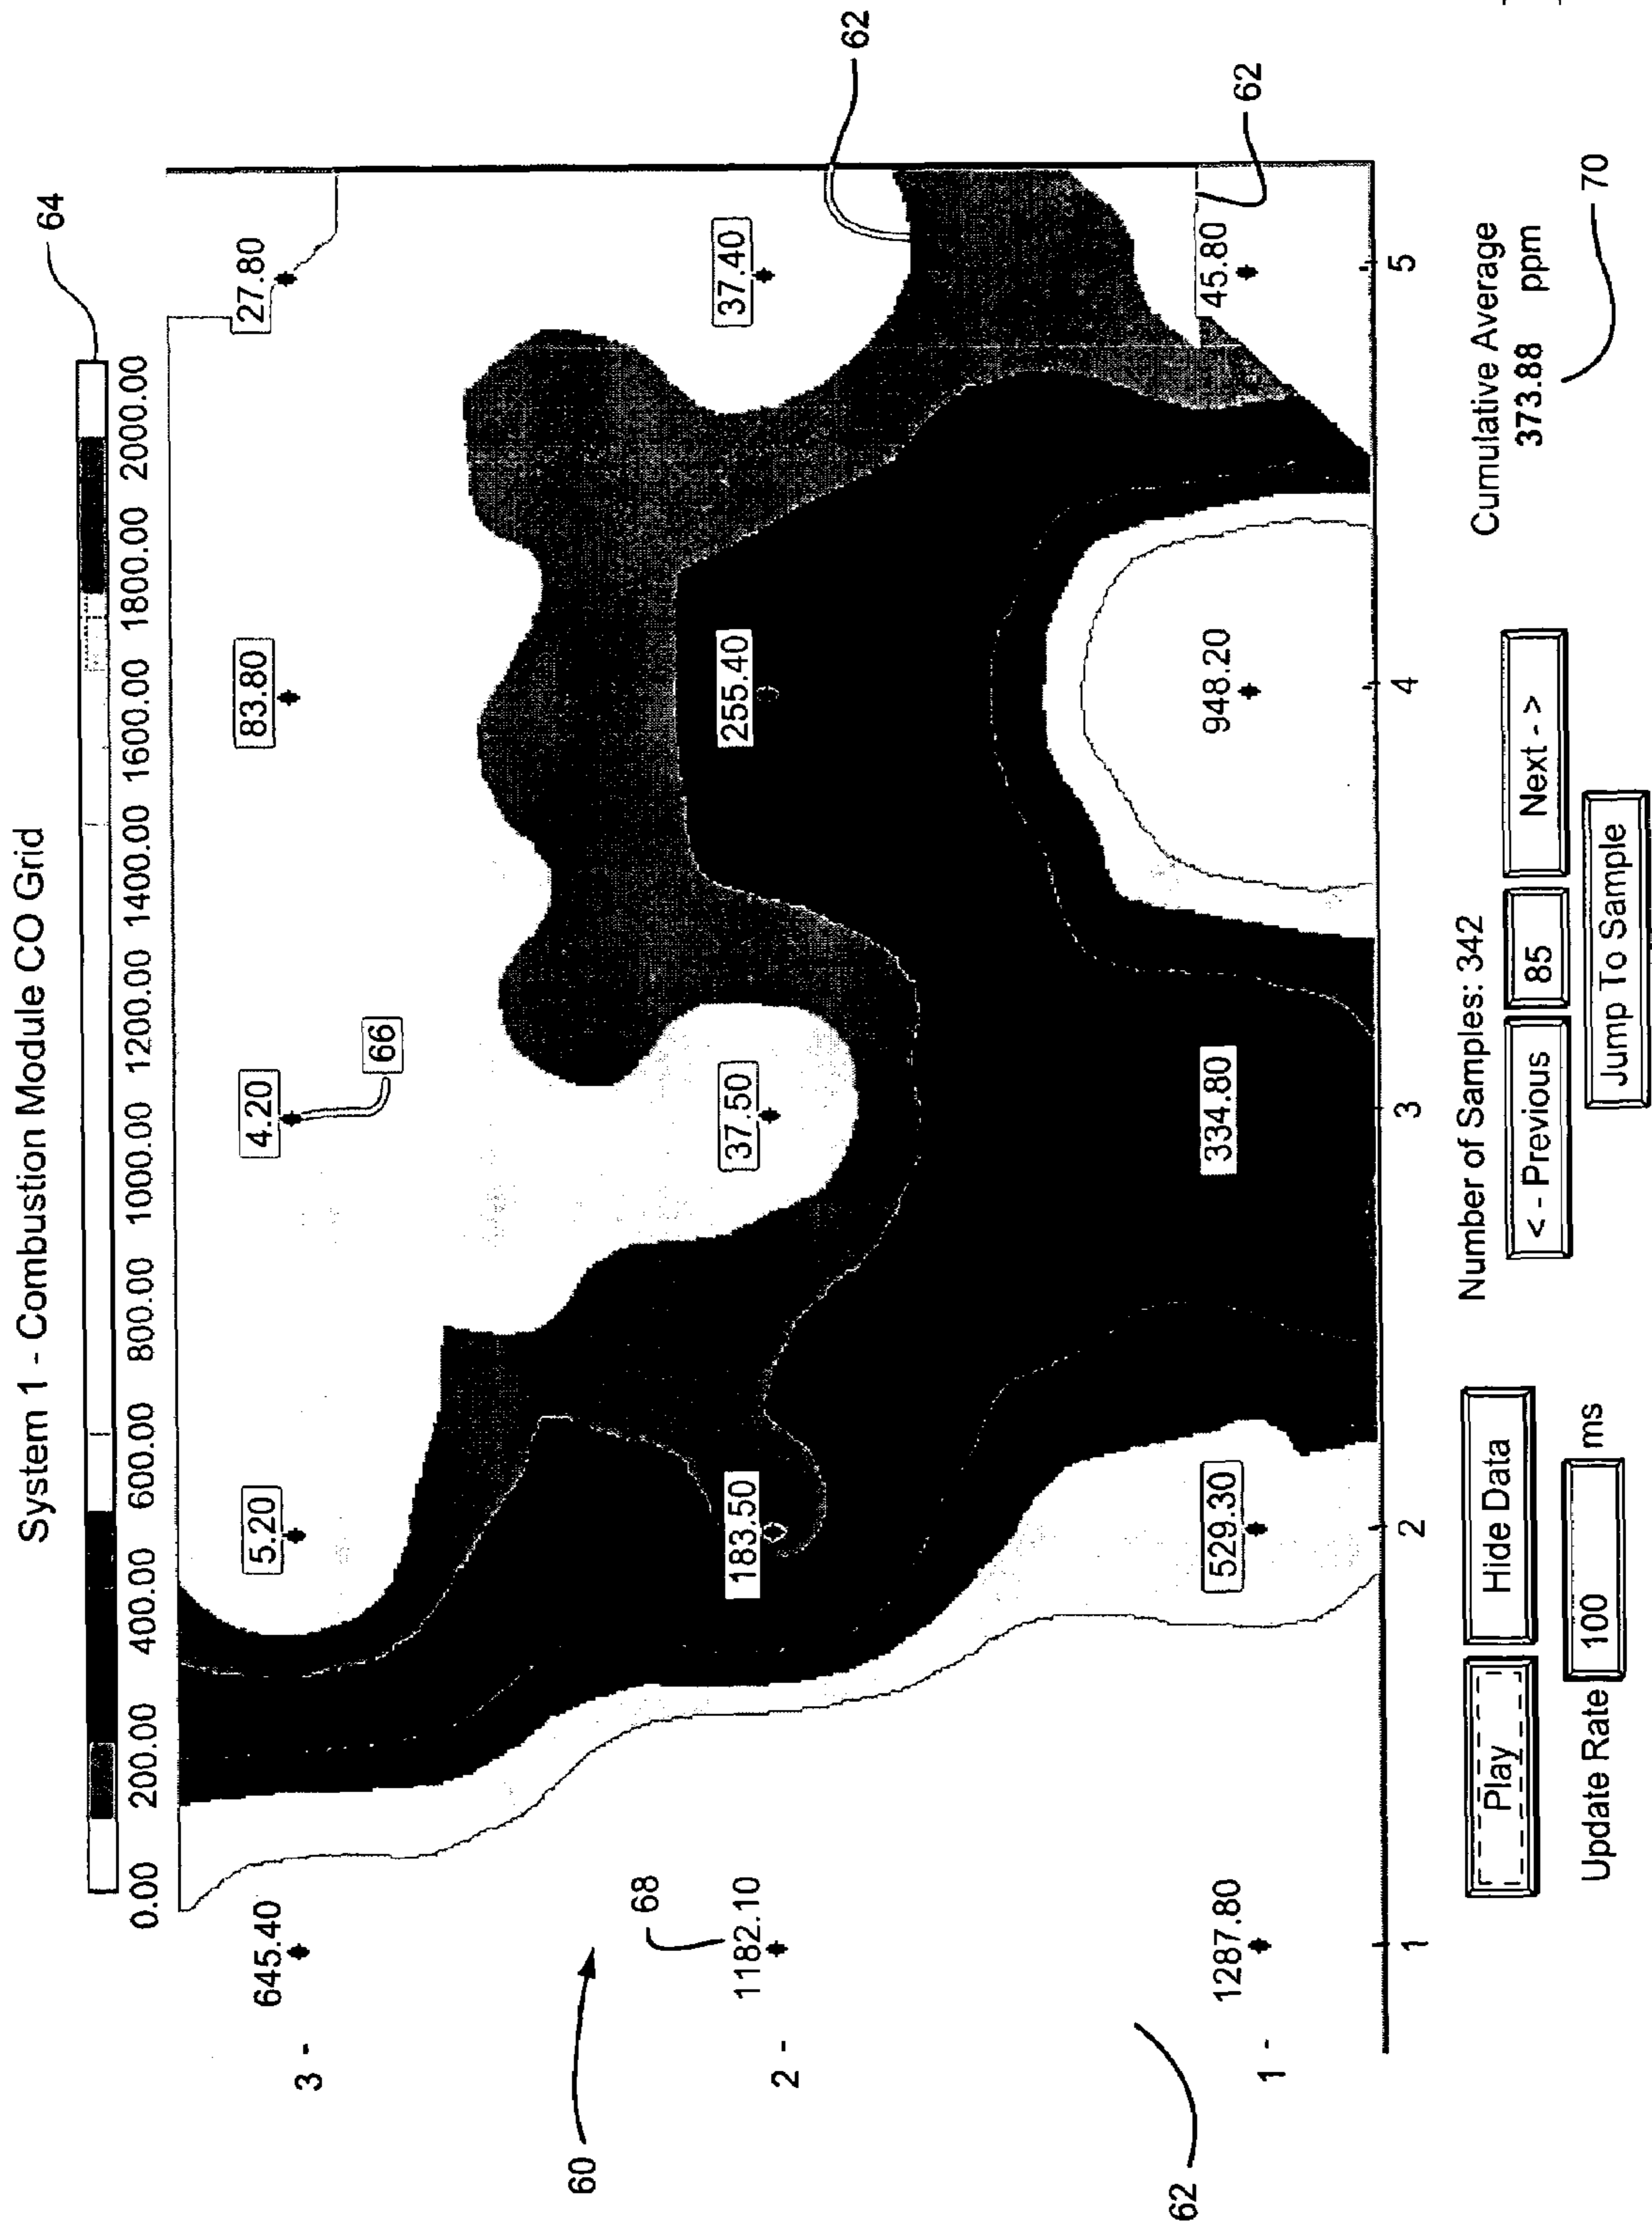 System 1 - Combustion Module CO Grid
64
0.00 200.00 400.00 600.00 800.00 1000.00 1200.00 1400.00 1600.00 1800.00 2000.00
3 - 645.40 5.20 4.20 83.80 27.80
66
60
68
2 - 1182.10 183.50 37.50 255.40 37.40
62
1 - 1287.80 529.30 334.80 948.20 45.80
62
62
1 2 3 4 5
Play Hide Data
Update Rate 100 ms
Number of Samples: 342
< - Previous 85 Next - >
Jump To Sample
Cumulative Average
373.88 ppm
70